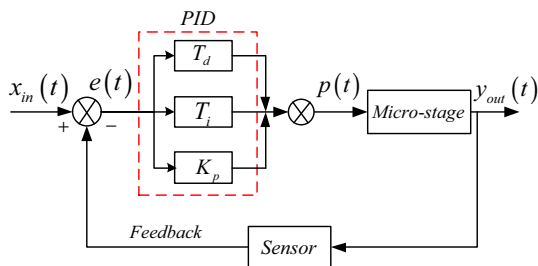 PID
x_in(t)
e(t)
T_d
T_i
K_p
p(t)
Micro-stage
y_out(t)
+
−
Feedback
Sensor